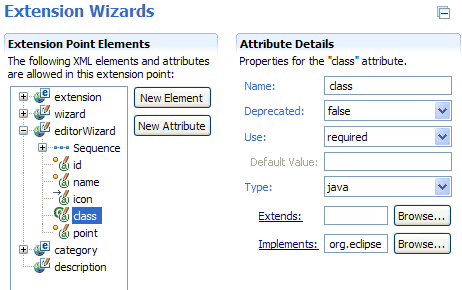 Extension Wizards
Extension Point Elements
The following XML elements and attributes
are allowed in this extension point:
extension
wizard
editorWizard
Sequence
id
name
icon
class
point
category
description
New Element
New Attribute
Attribute Details
Properties for the "class" attribute.
Name: class
Deprecated: false
Use: required
Default Value:
Type: java
Extends: Browse...
Implements: org.eclipse Browse...